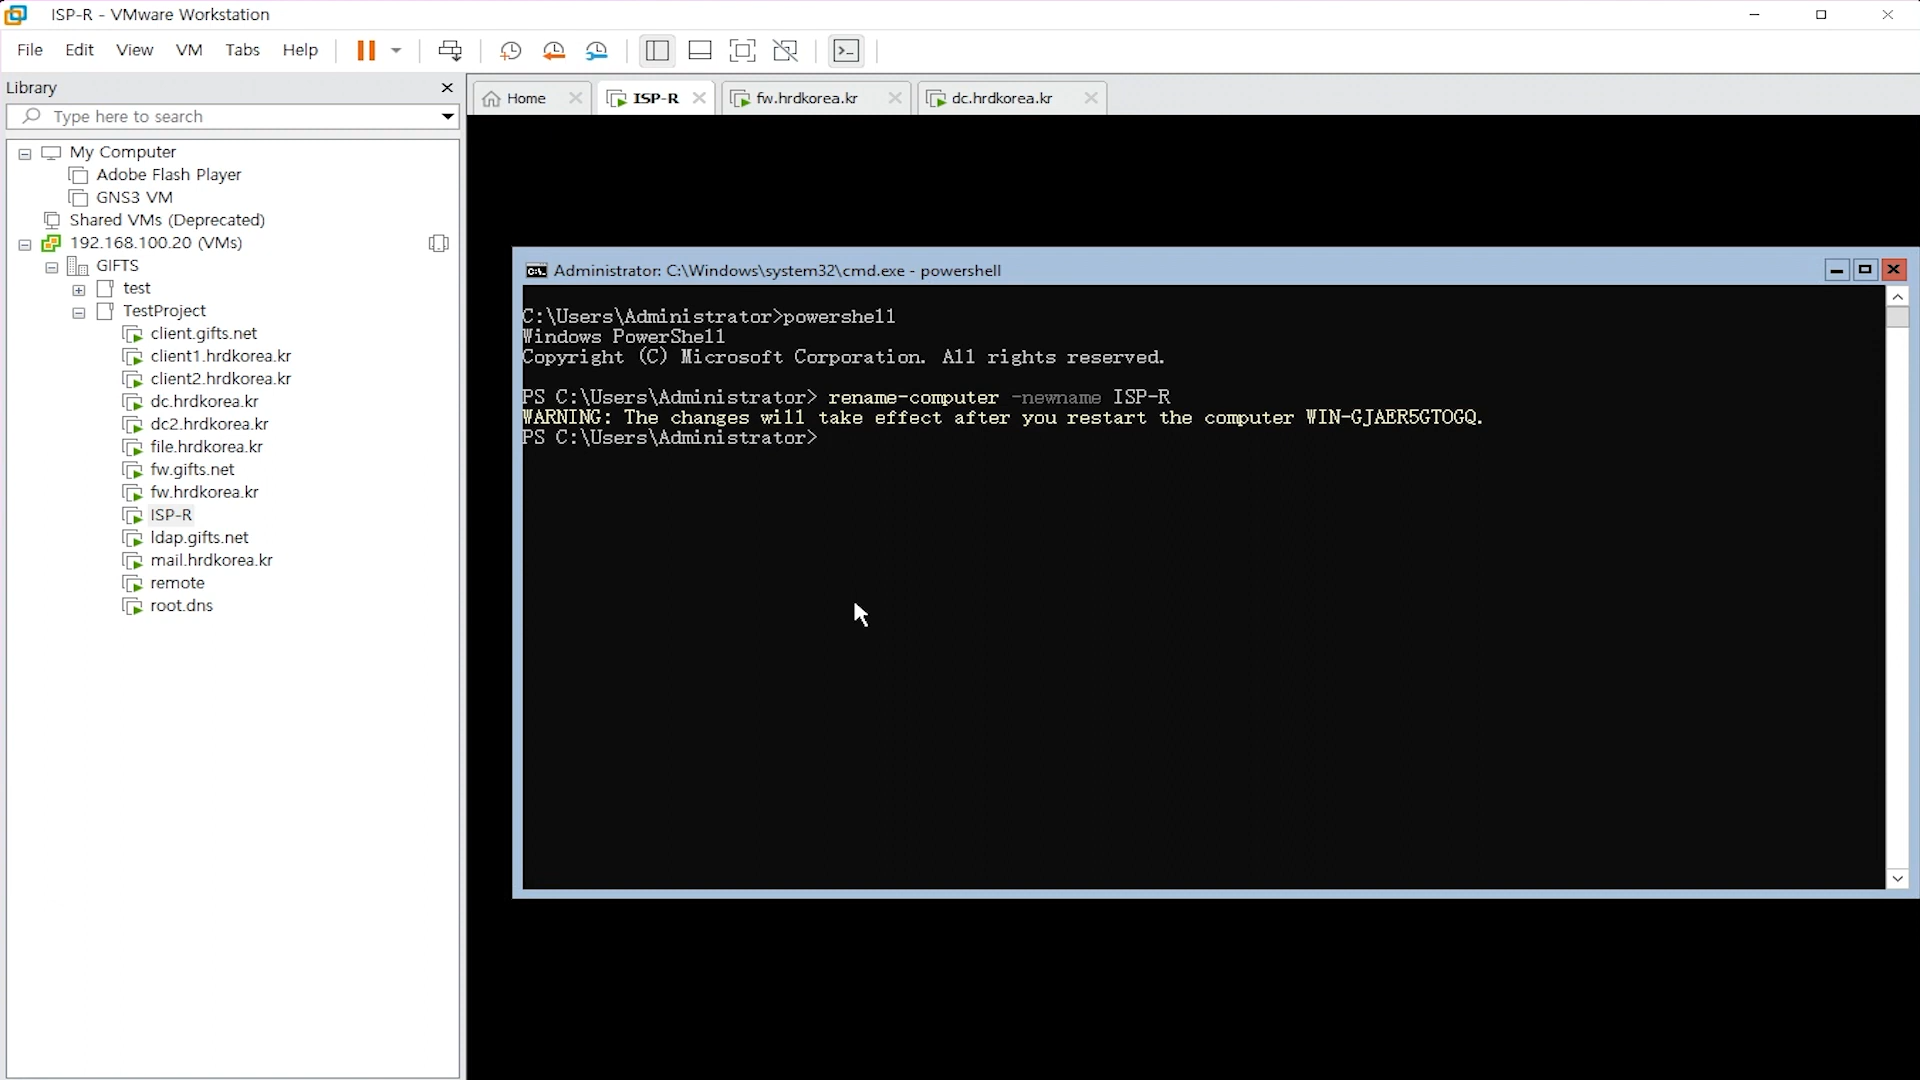 ISP-R - VMware Workstation
File Edit View VM Tabs Help
Library
Type here to search
Home
ISP-R
fw.hrdkorea.kr
dc.hrdkorea.kr
My Computer
Adobe Flash Player
GNS3 VM
Shared VMs (Deprecated)
192.168.100.20 (VMs)
GIFTS
test
TestProject
client.gifts.net
client1.hrdkorea.kr
client2.hrdkorea.kr
dc.hrdkorea.kr
dc2.hrdkorea.kr
file.hrdkorea.kr
fw.gifts.net
fw.hrdkorea.kr
ISP-R
ldap.gifts.net
mail.hrdkorea.kr
remote
root.dns
Administrator: C:\Windows\system32\cmd.exe - powershell
C:\Users\Administrator>powershell
Windows PowerShell
Copyright (C) Microsoft Corporation. All rights reserved.
PS C:\Users\Administrator> rename-computer -newname ISP-R
WARNING: The changes will take effect after you restart the computer WIN-GJAER5GTOGQ.
PS C:\Users\Administrator>